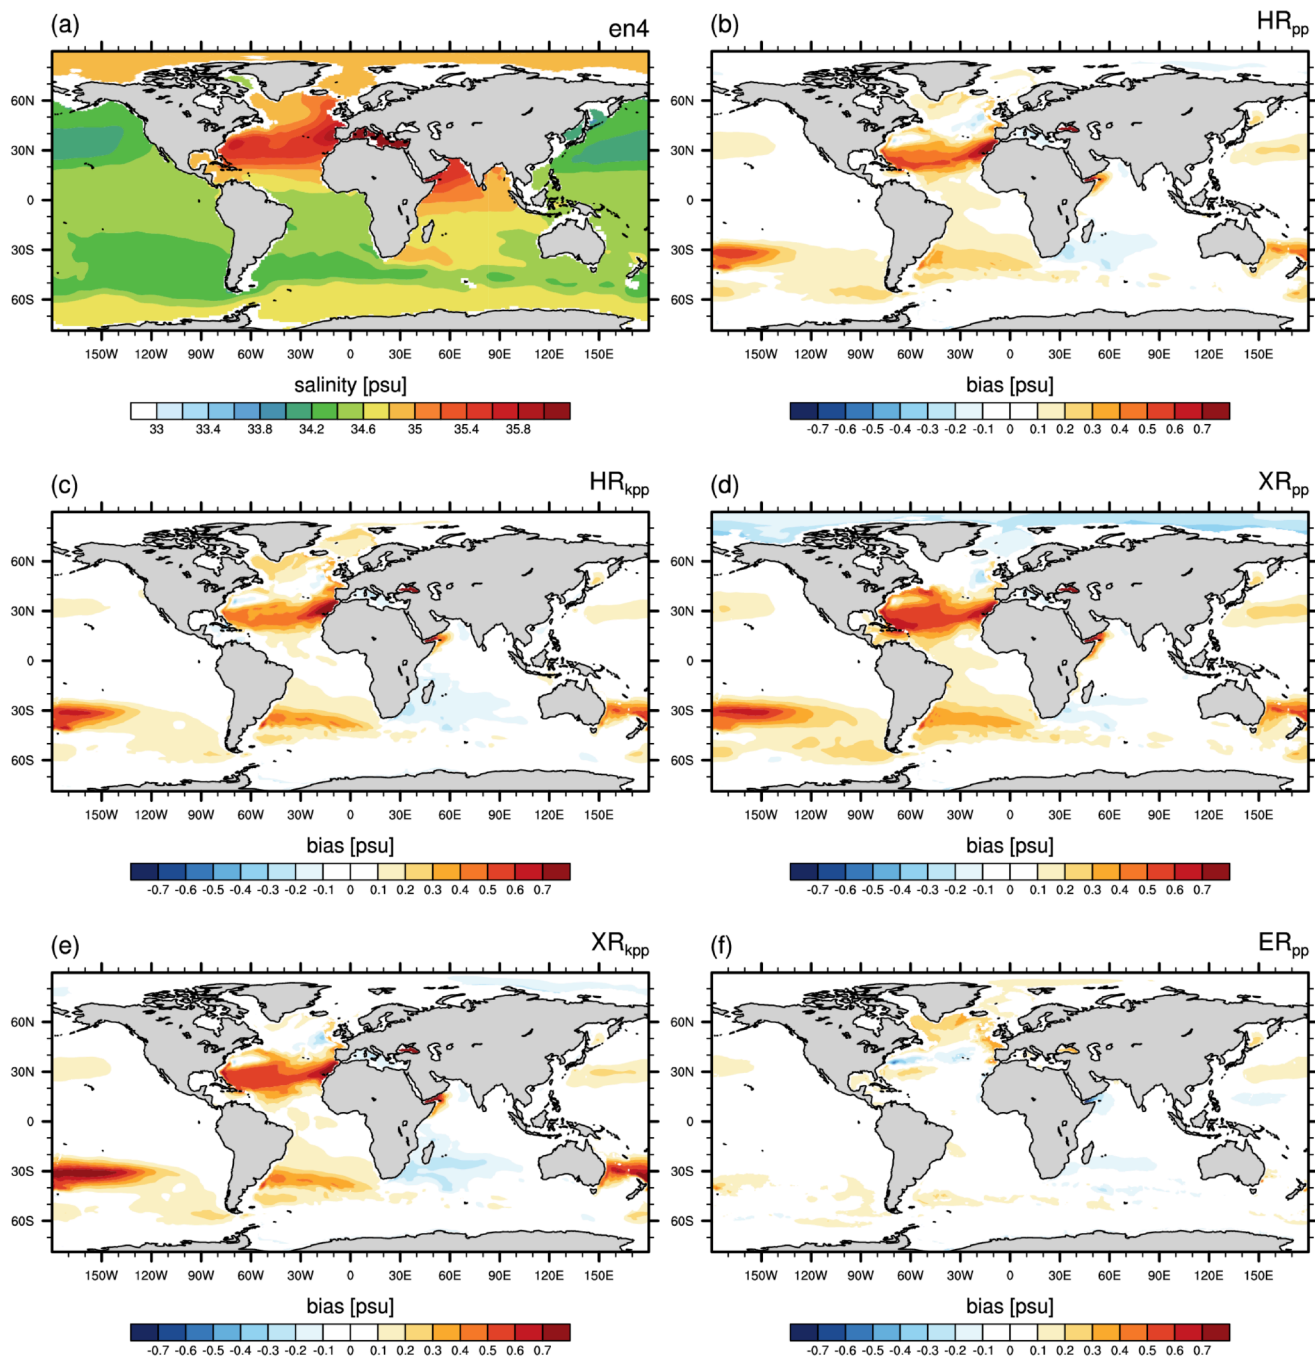 (a) en4
60N
30N
0
30S
60S
150W 120W 90W 60W 30W 0 30E 60E 90E 120E 150E
salinity [psu]
33 33.4 33.8 34.2 34.6 35 35.4 35.8
(b) HRpp
60N
30N
0
30S
60S
150W 120W 90W 60W 30W 0 30E 60E 90E 120E 150E
bias [psu]
-0.7 -0.6 -0.5 -0.4 -0.3 -0.2 -0.1 0 0.1 0.2 0.3 0.4 0.5 0.6 0.7
(c) HRkpp
60N
30N
0
30S
60S
150W 120W 90W 60W 30W 0 30E 60E 90E 120E 150E
bias [psu]
-0.7 -0.6 -0.5 -0.4 -0.3 -0.2 -0.1 0 0.1 0.2 0.3 0.4 0.5 0.6 0.7
(d) XRpp
60N
30N
0
30S
60S
150W 120W 90W 60W 30W 0 30E 60E 90E 120E 150E
bias [psu]
-0.7 -0.6 -0.5 -0.4 -0.3 -0.2 -0.1 0 0.1 0.2 0.3 0.4 0.5 0.6 0.7
(e) XRkpp
60N
30N
0
30S
60S
150W 120W 90W 60W 30W 0 30E 60E 90E 120E 150E
bias [psu]
-0.7 -0.6 -0.5 -0.4 -0.3 -0.2 -0.1 0 0.1 0.2 0.3 0.4 0.5 0.6 0.7
(f) ERpp
60N
30N
0
30S
60S
150W 120W 90W 60W 30W 0 30E 60E 90E 120E 150E
bias [psu]
-0.7 -0.6 -0.5 -0.4 -0.3 -0.2 -0.1 0 0.1 0.2 0.3 0.4 0.5 0.6 0.7